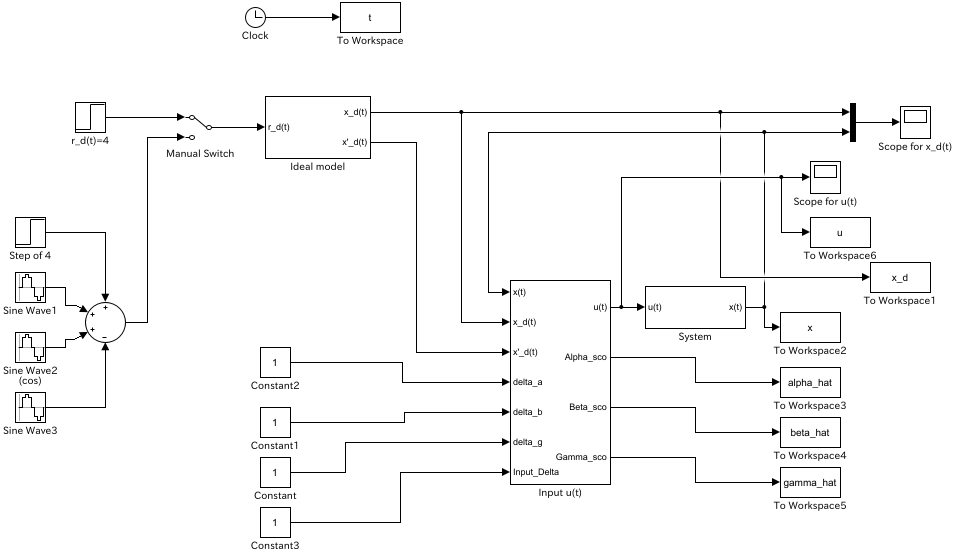 t
Clock
To Workspace
r_d(t)=4
Manual Switch
r_d(t)
x_d(t)
x'_d(t)
Ideal model
Scope for x_d(t)
Scope for u(t)
u
To Workspace6
x_d
To Workspace1
Step of 4
Sine Wave1
Sine Wave2
(cos)
Sine Wave3
+
+
+
−
x(t)
x_d(t)
x'_d(t)
delta_a
delta_b
delta_g
Input_Delta
u(t)
Alpha_sco
Beta_sco
Gamma_sco
Input u(t)
u(t)
x(t)
System
x
To Workspace2
alpha_hat
To Workspace3
beta_hat
To Workspace4
gamma_hat
To Workspace5
1
Constant2
1
Constant1
1
Constant
1
Constant3